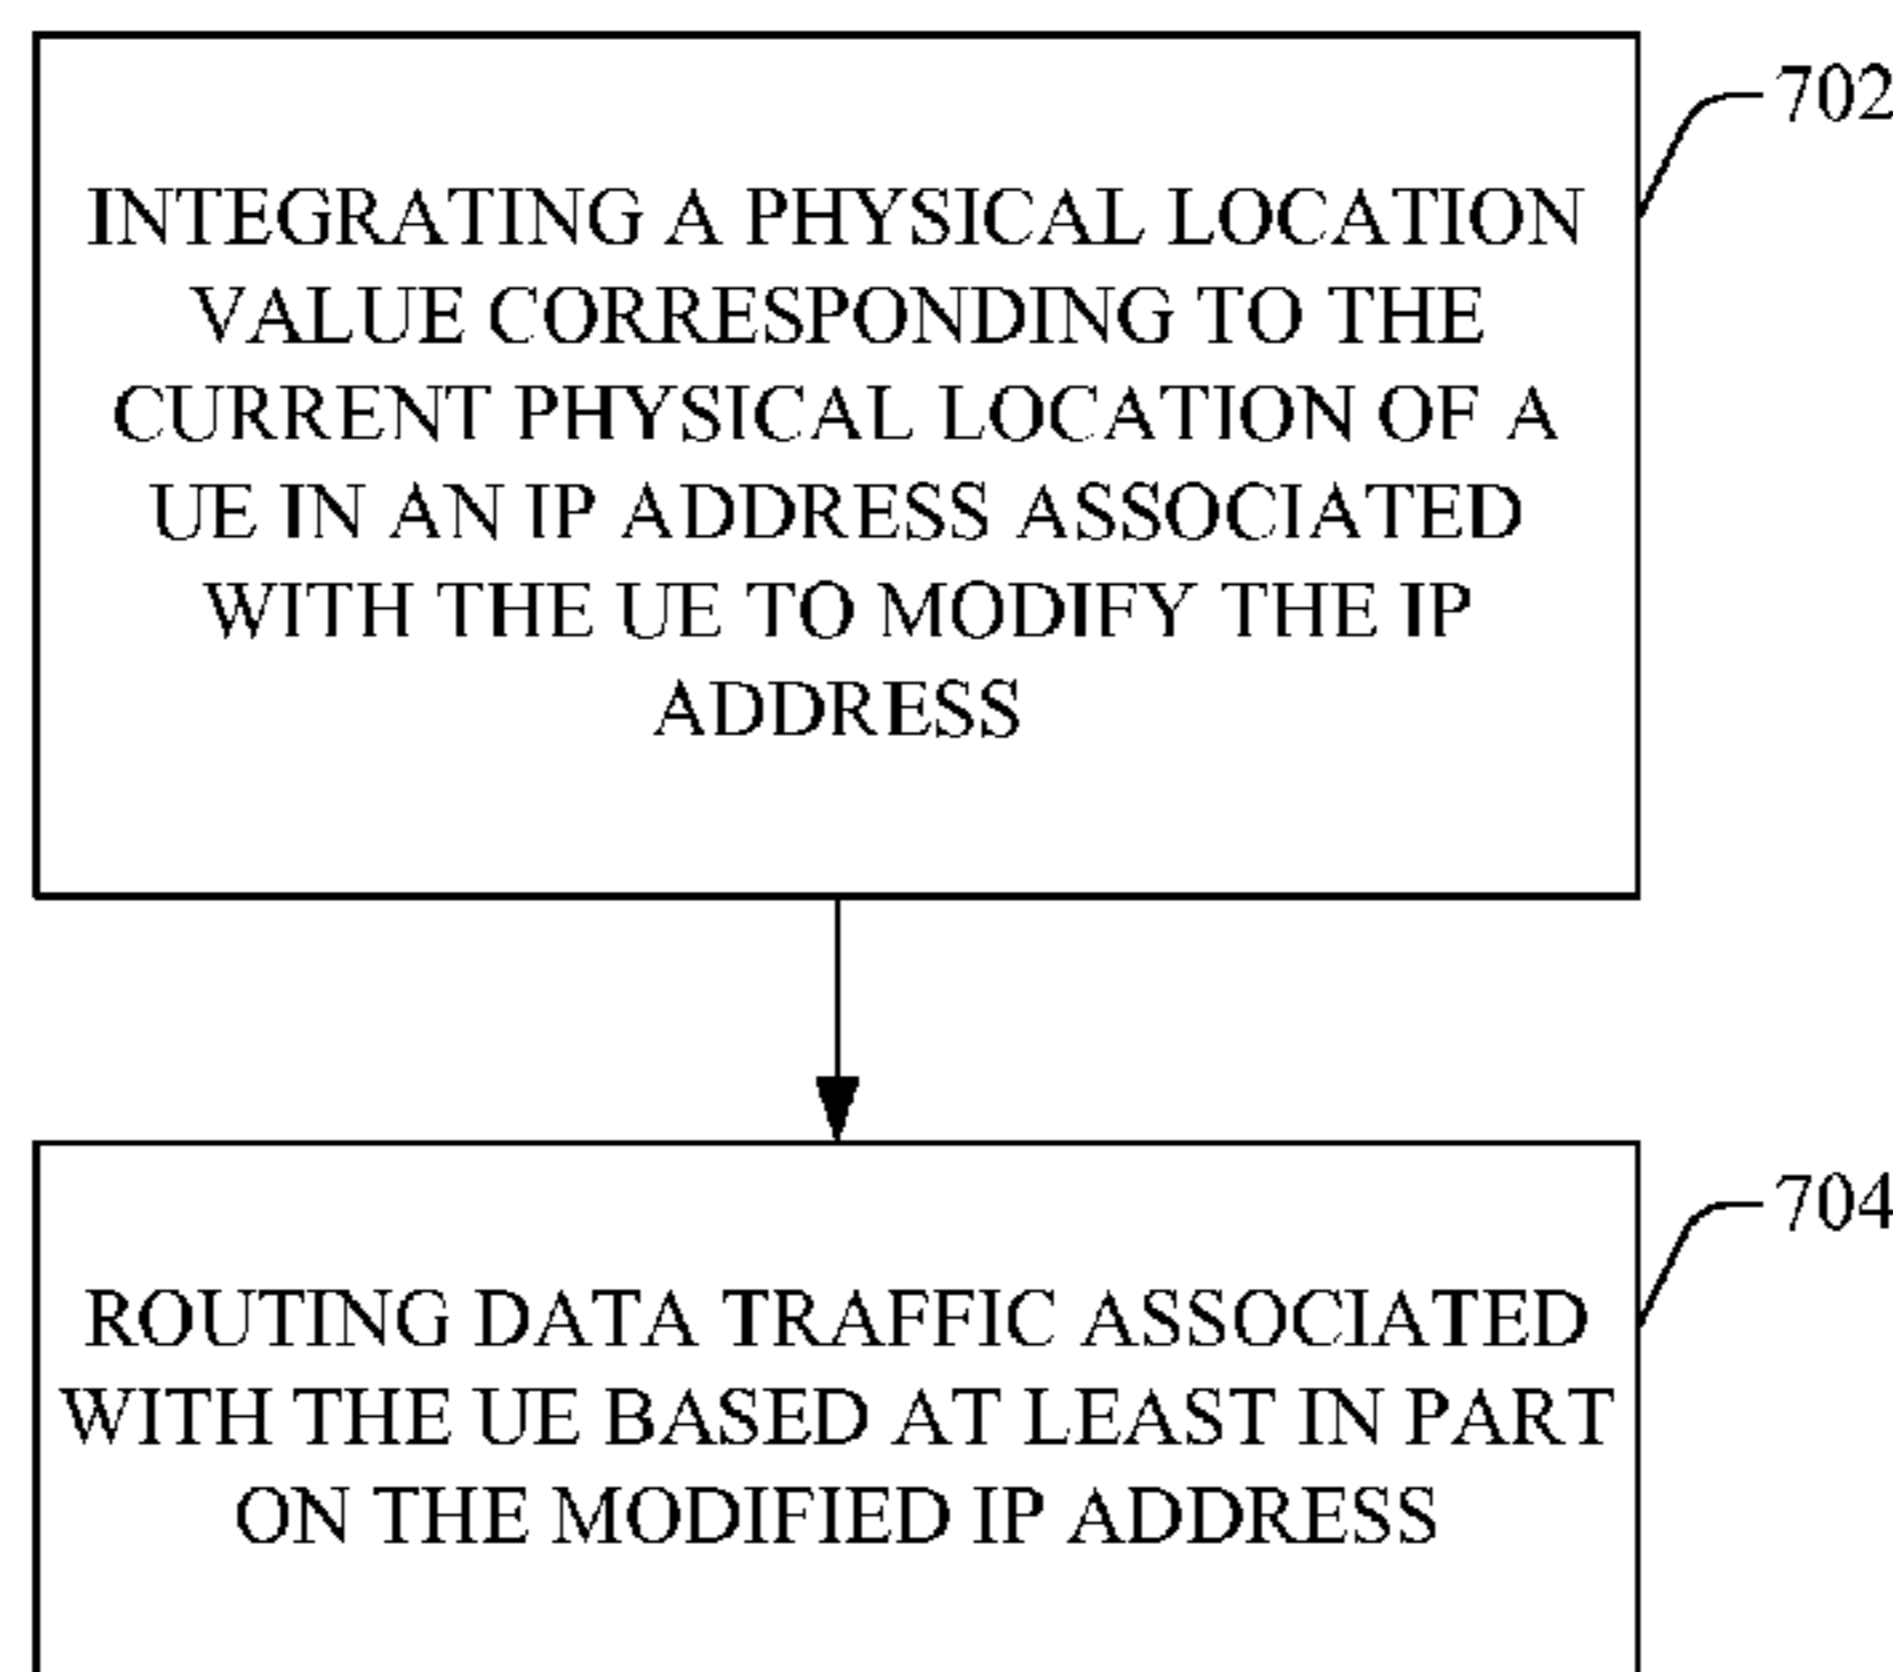 702
INTEGRATING A PHYSICAL LOCATION
VALUE CORRESPONDING TO THE
CURRENT PHYSICAL LOCATION OF A
UE IN AN IP ADDRESS ASSOCIATED
WITH THE UE TO MODIFY THE IP
ADDRESS
704
ROUTING DATA TRAFFIC ASSOCIATED
WITH THE UE BASED AT LEAST IN PART
ON THE MODIFIED IP ADDRESS